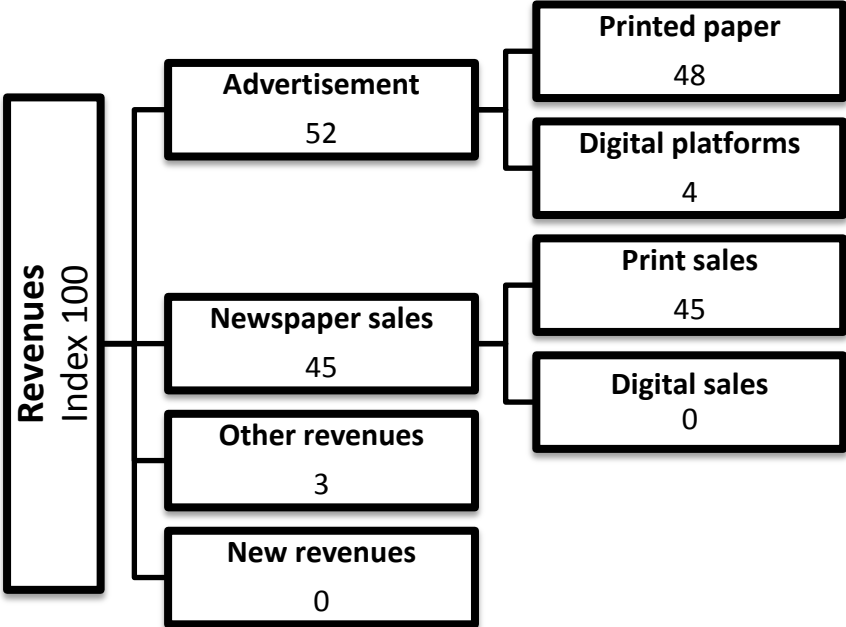 Revenues
Index 100
Advertisement
52
Printed paper
48
Digital platforms
4
Newspaper sales
45
Print sales
45
Digital sales
0
Other revenues
3
New revenues
0